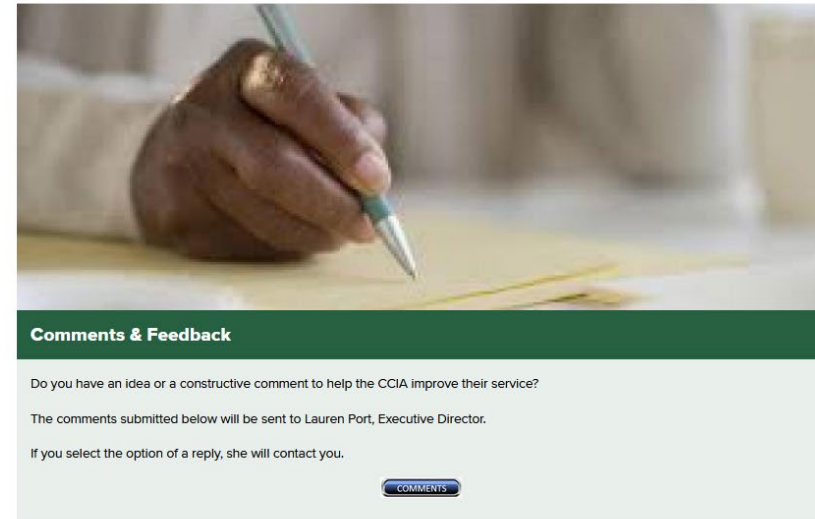 Comments & Feedback
Do you have an idea or a constructive comment to help the CCIA improve their service?
The comments submitted below will be sent to Lauren Port, Executive Director.
If you select the option of a reply, she will contact you.
COMMENTS